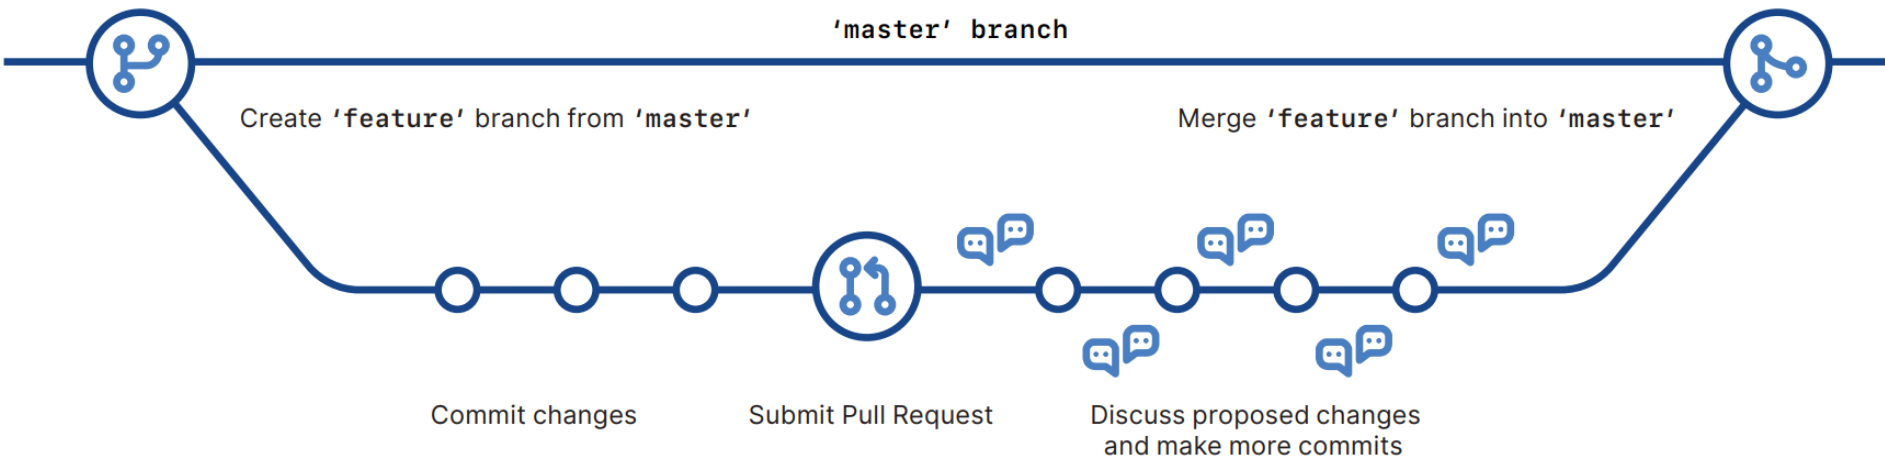 ‘master‘ branch
Create ‘feature‘ branch from ‘master‘
Merge ‘feature‘ branch into ‘master‘
Commit changes
Submit Pull Request
Discuss proposed changes
and make more commits